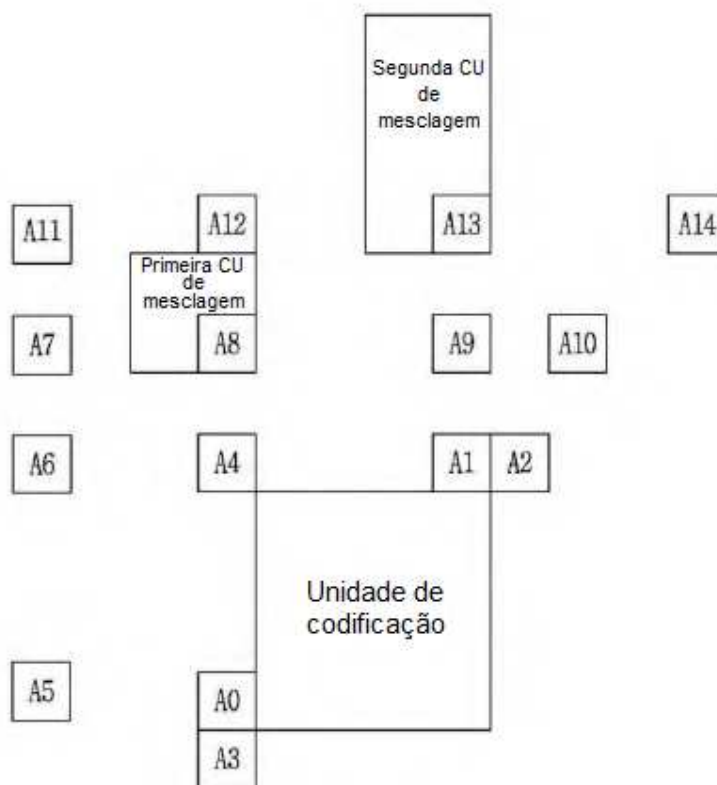 Segunda CU
de
mesclagem
A11
A12
A13
A14
Primeira CU
de
mesclagem
A7
A8
A9
A10
A6
A4
A1
A2
Unidade de
codificação
A5
A0
A3